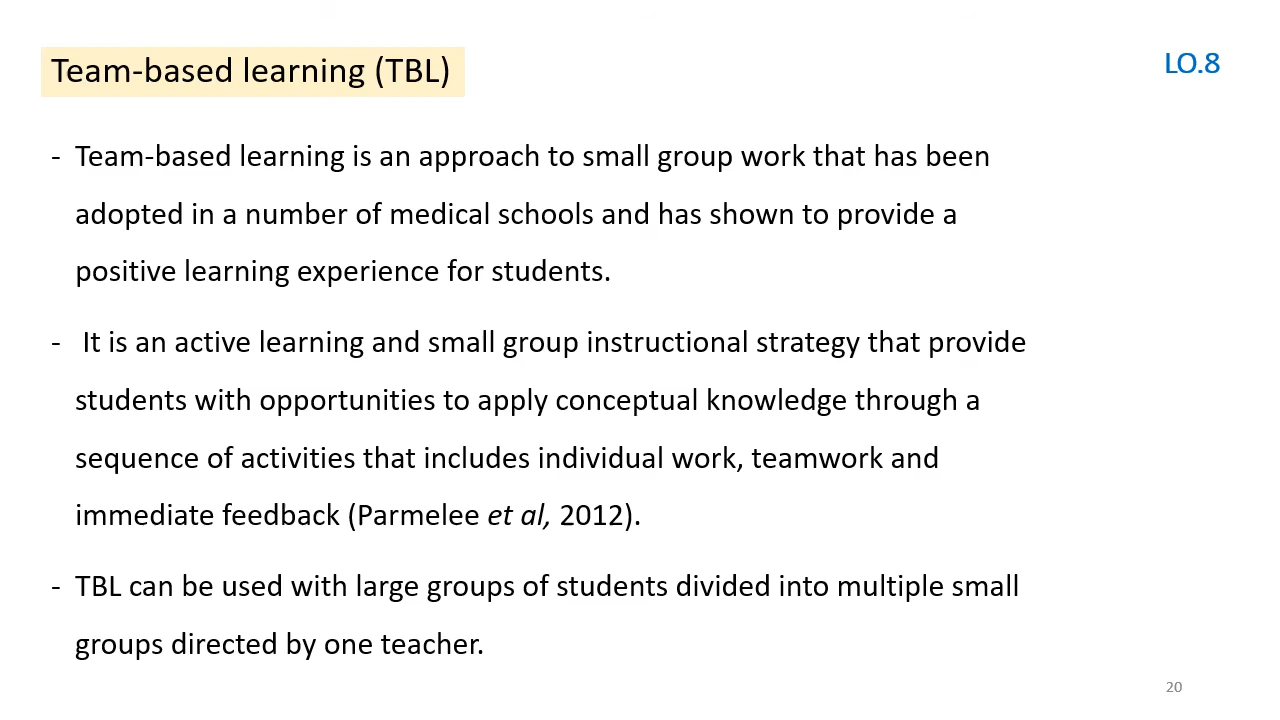 Team-based learning (TBL)
LO.8
- Team-based learning is an approach to small group work that has been
adopted in a number of medical schools and has shown to provide a
positive learning experience for students.
- It is an active learning and small group instructional strategy that provide
students with opportunities to apply conceptual knowledge through a
sequence of activities that includes individual work, teamwork and
immediate feedback (Parmelee et al, 2012).
- TBL can be used with large groups of students divided into multiple small
groups directed by one teacher.
20